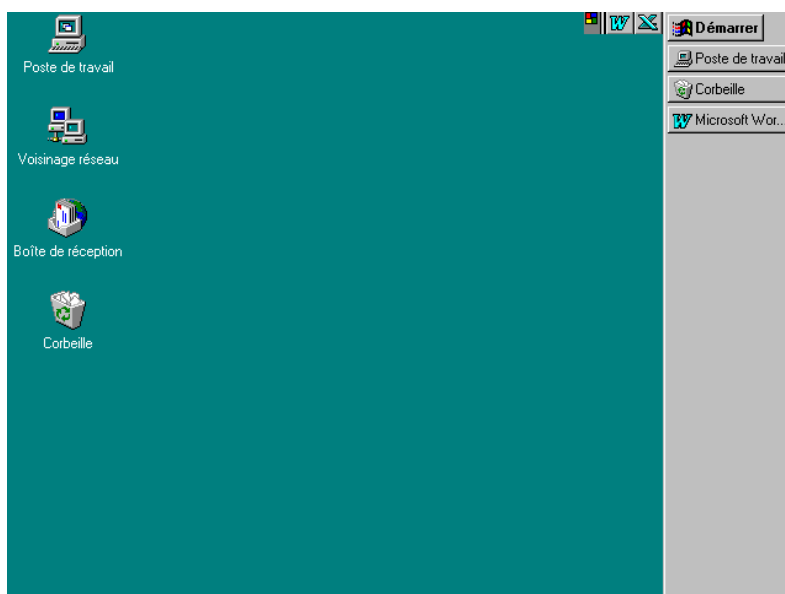 Poste de travail
Voisinage réseau
Boîte de réception
Corbeille
Démarrer
Poste de travail
Corbeille
Microsoft Wor...